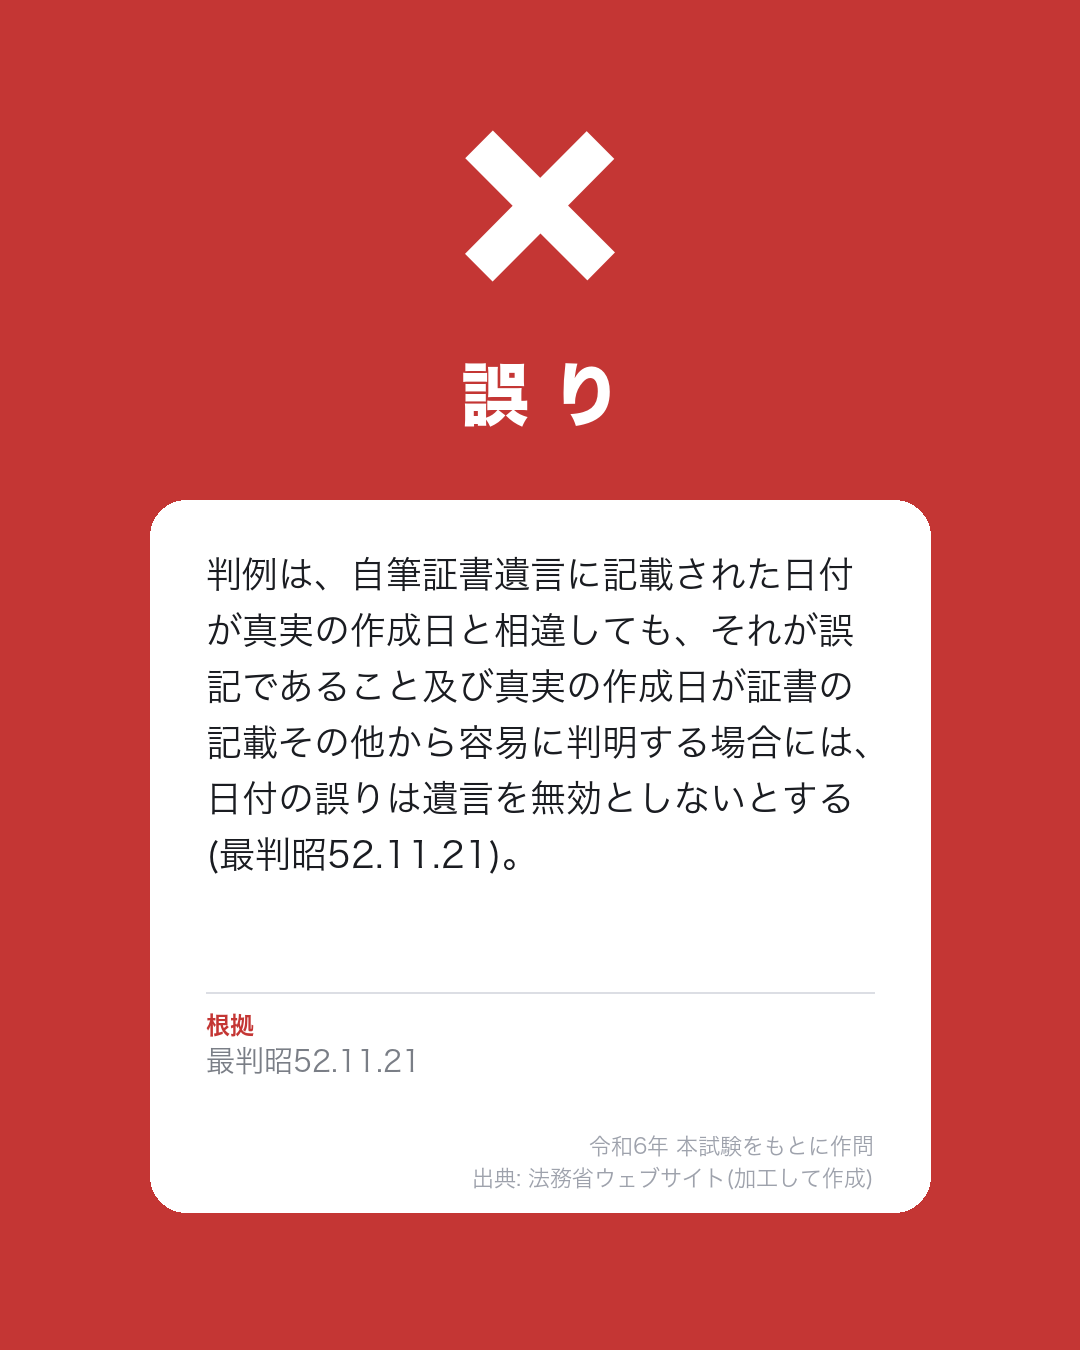 誤り
判例は、自筆証書遺言に記載された日付
が真実の作成日と相違しても、それが誤
記であること及び真実の作成日が証書の
記載その他から容易に判明する場合には、
日付の誤りは遺言を無効としないとする
(最判昭52.11.21)。
根拠
最判昭52.11.21
令和6年 本試験をもとに作問
出典: 法務省ウェブサイト(加工して作成)